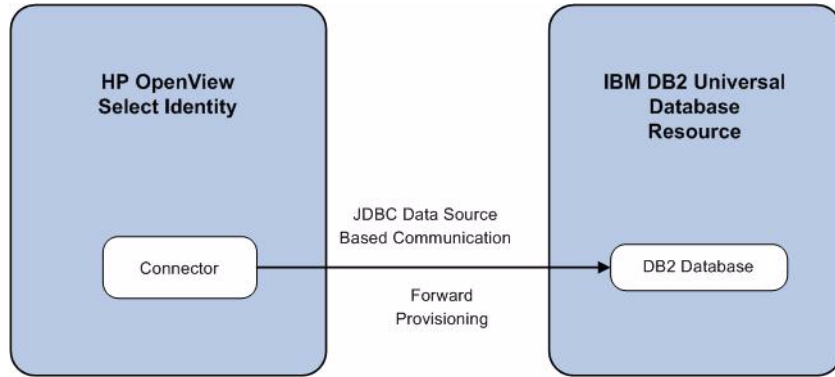 HP OpenView
Select Identity
IBM DB2 Universal
Database
Resource
JDBC Data Source
Based Communication
Connector
DB2 Database
Forward
Provisioning